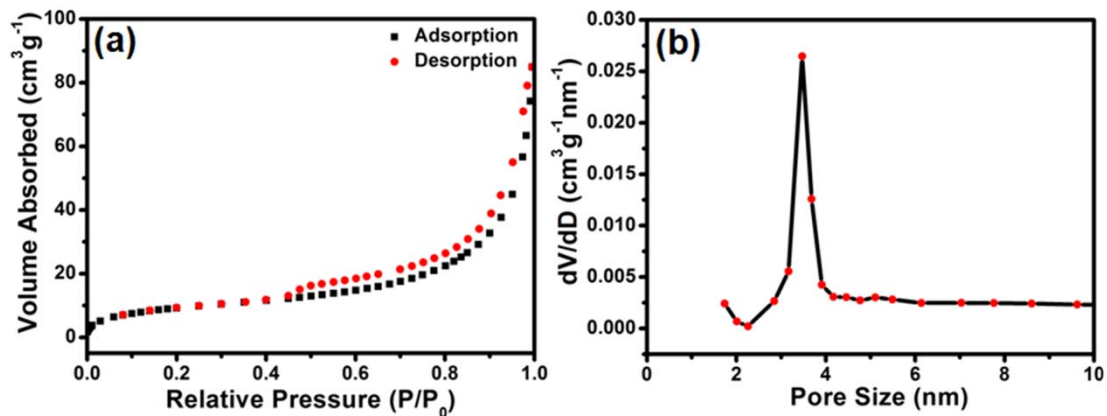 (a)
Adsorption
Desorption
Volume Absorbed (cm³g⁻¹)
100
80
60
40
20
0
0.0 0.2 0.4 0.6 0.8 1.0
Relative Pressure (P/P₀)
(b)
dV/dD (cm³g⁻¹nm⁻¹)
0.030
0.025
0.020
0.015
0.010
0.005
0.000
2 4 6 8 10
Pore Size (nm)